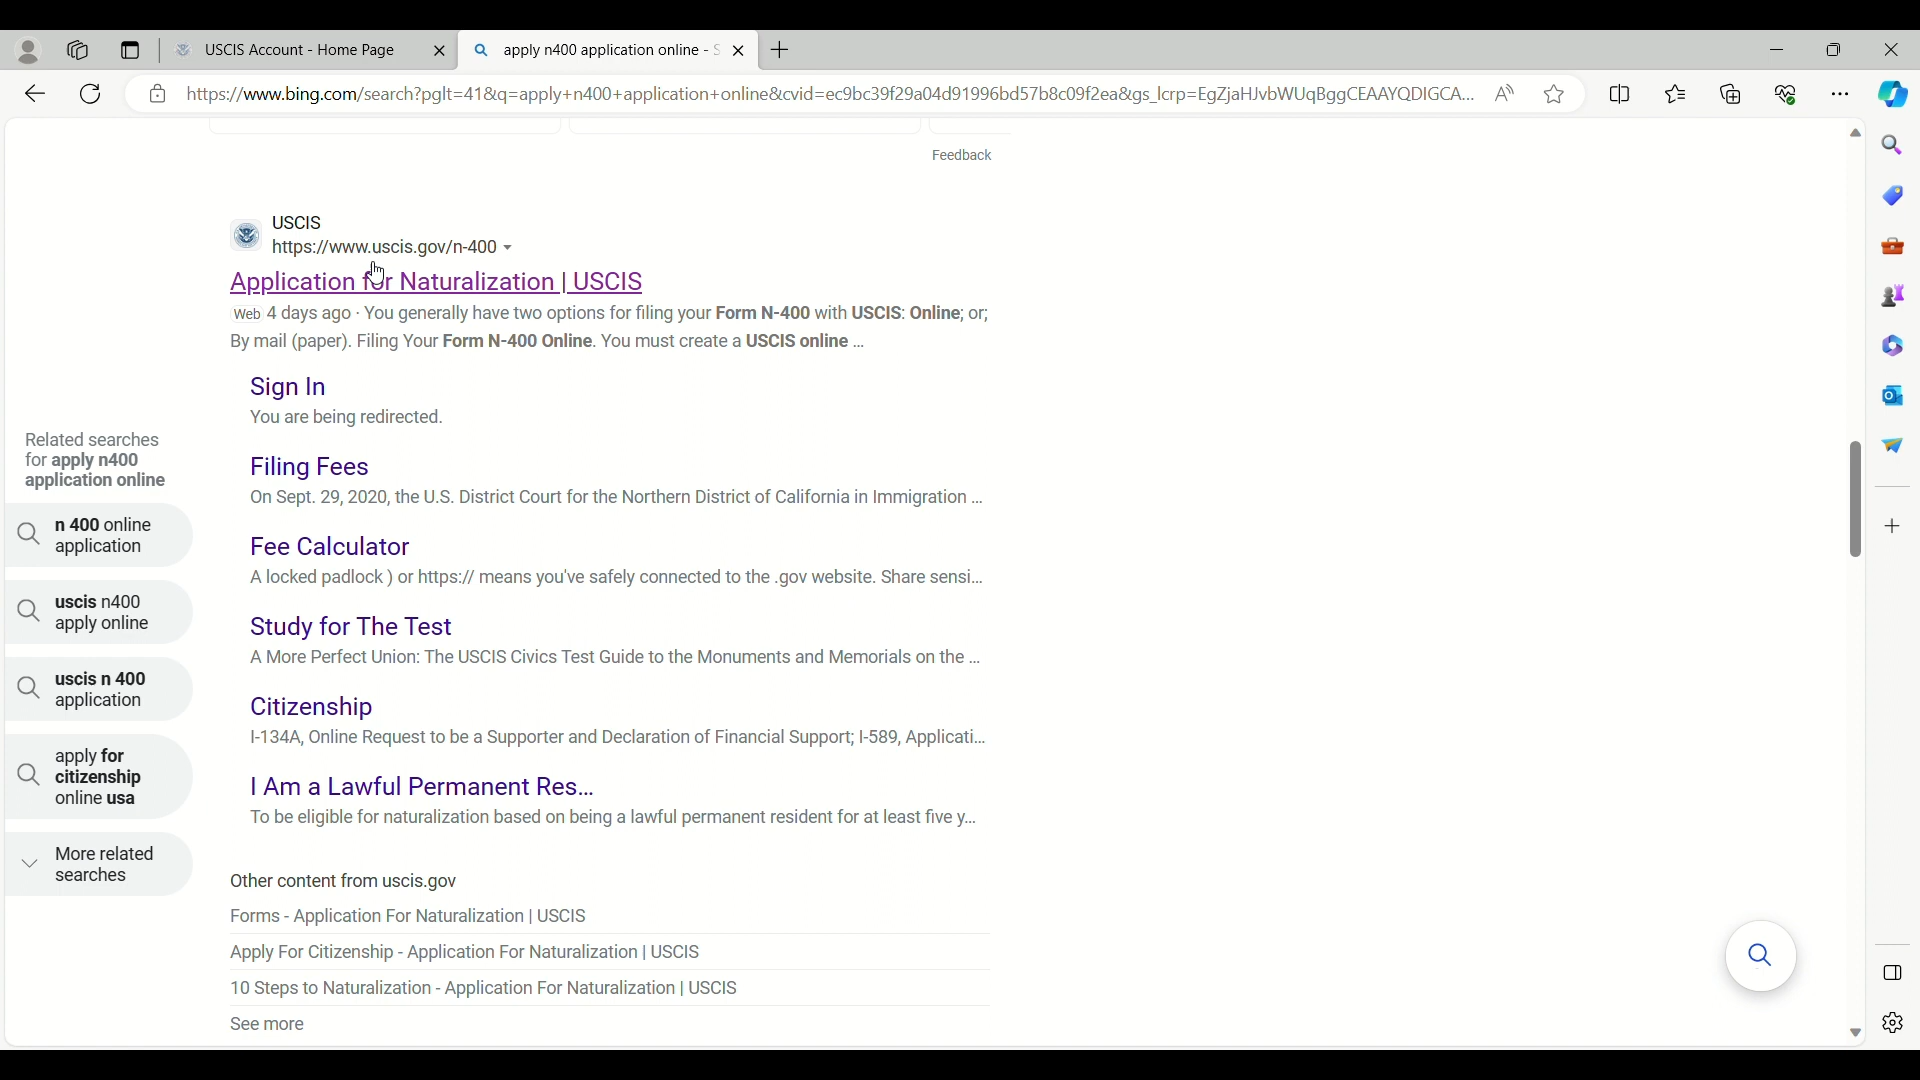 USCIS Account - Home Page
apply n400 application online - S
https://www.bing.com/search?pglt=41&q=apply+n400+application+online&cvid=ec9bc39f29a04d91996bd57b8c09f2ea&gs_lcrp=EgZjaHJvbWUqBggCEAAYQDIGCA...
Feedback
USCIS
https://www.uscis.gov/n-400
Application for Naturalization | USCIS
Web 4 days ago · You generally have two options for filing your Form N-400 with USCIS: Online; or;
By mail (paper). Filing Your Form N-400 Online. You must create a USCIS online ...
Sign In
You are being redirected.
Filing Fees
On Sept. 29, 2020, the U.S. District Court for the Northern District of California in Immigration ...
Fee Calculator
A locked padlock ) or https:// means you've safely connected to the .gov website. Share sensi...
Study for The Test
A More Perfect Union: The USCIS Civics Test Guide to the Monuments and Memorials on the ...
Citizenship
I-134A, Online Request to be a Supporter and Declaration of Financial Support; I-589, Applicati...
I Am a Lawful Permanent Res...
To be eligible for naturalization based on being a lawful permanent resident for at least five y...
Other content from uscis.gov
Forms - Application For Naturalization | USCIS
Apply For Citizenship - Application For Naturalization | USCIS
10 Steps to Naturalization - Application For Naturalization | USCIS
See more
Related searches
for apply n400
application online
n 400 online
application
uscis n400
apply online
uscis n 400
application
apply for
citizenship
online usa
More related
searches